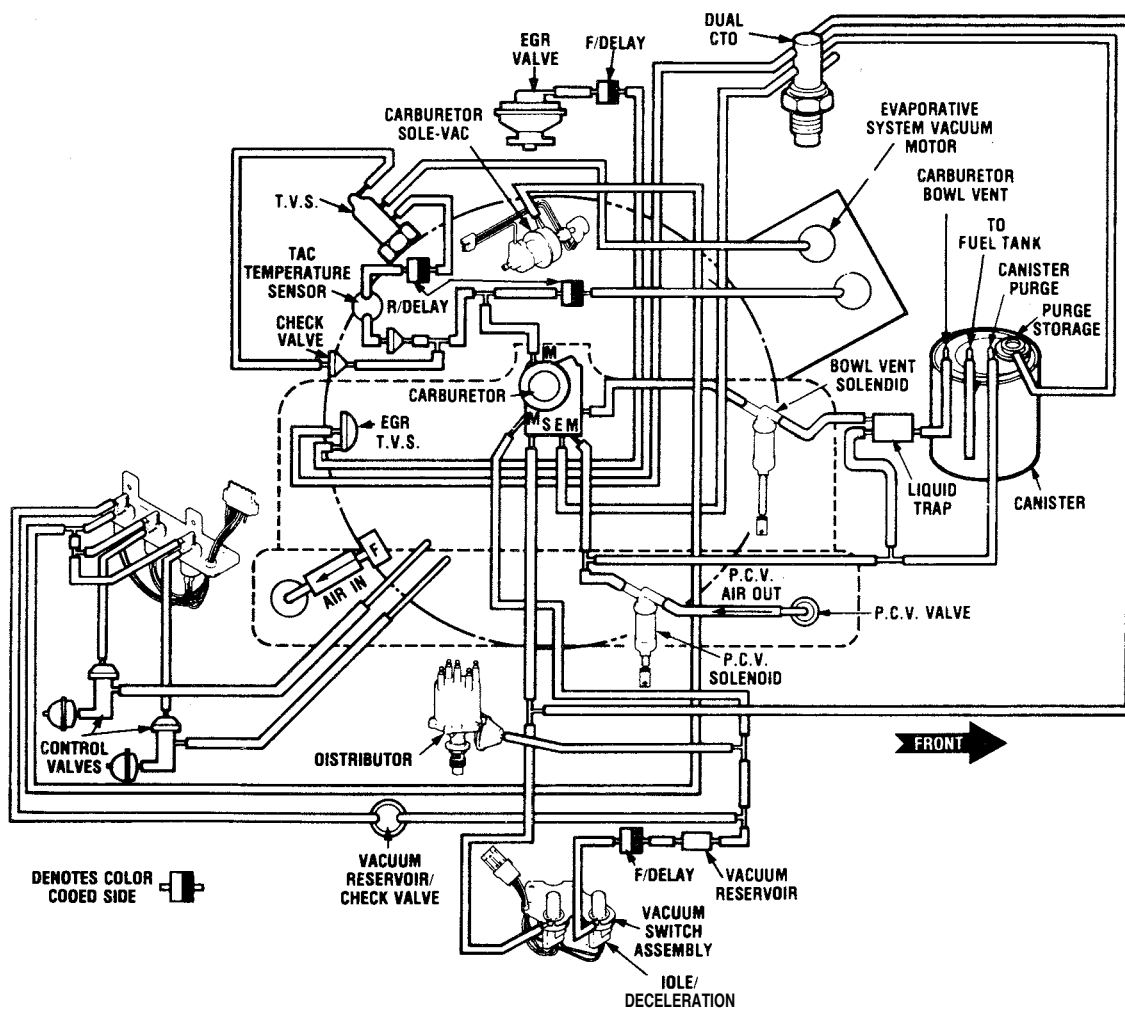 DUAL
CTO
EGR
VALVE
F/DELAY
CARBURETOR
SOLE-VAC
EVAPORATIVE
SYSTEM VACUUM
MOTOR
CARBURETOR
BOWL VENT
TO
FUEL TANK
CANISTER
PURGE
PURGE
STORAGE
T.V.S.
TAC
TEMPERATURE
SENSOR
R/DELAY
CHECK
VALVE
M
CARBURETOR
BOWL VENT
SOLENDID
M S E M
EGR
T.V.S.
LIQUID
TRAP
CANISTER
F
AIR IN
P.C.V.
AIR OUT
P.C.V. VALVE
P.C.V.
SOLENOID
CONTROL
VALVES
DISTRIBUTOR
FRONT
DENOTES COLOR
COOED SIDE
VACUUM
RESERVOIR/
CHECK VALVE
F/DELAY
VACUUM
RESERVOIR
VACUUM
SWITCH
ASSEMBLY
IOLE/
DECELERATION